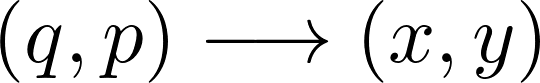 (q, p) ⟶ (x, y)